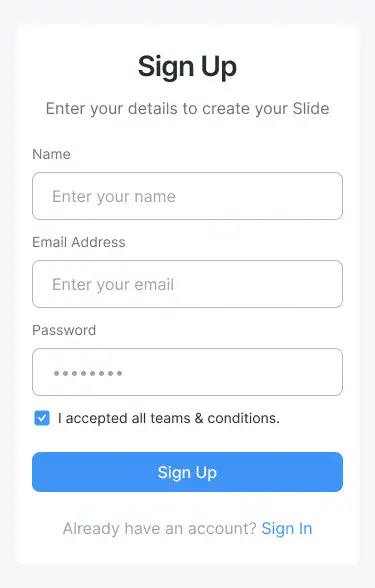 Sign Up
Enter your details to create your Slide
Name
Enter your name
Email Address
Enter your email
Password
••••••••
I accepted all teams & conditions.
Sign Up
Already have an account? Sign In